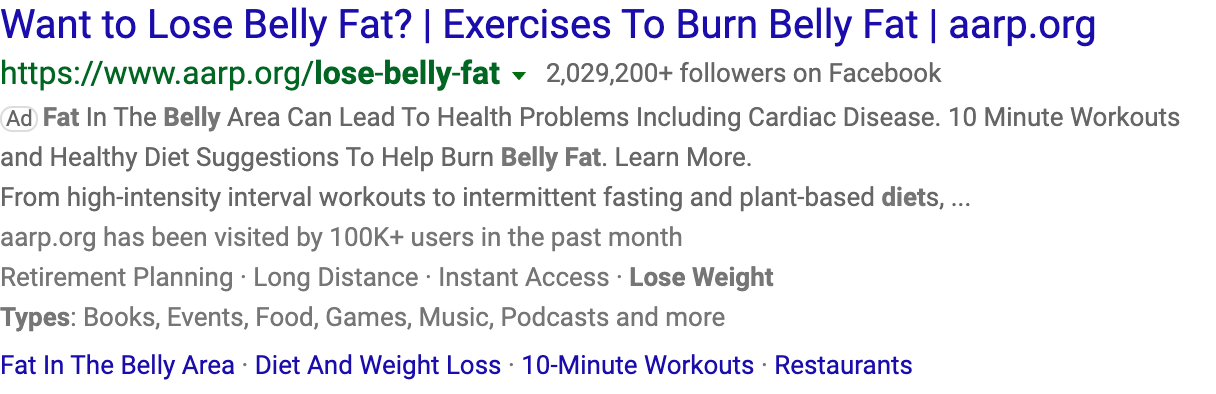 Want to Lose Belly Fat? | Exercises To Burn Belly Fat | aarp.org
https://www.aarp.org/lose-belly-fat 2,029,200+ followers on Facebook
Ad Fat In The Belly Area Can Lead To Health Problems Including Cardiac Disease. 10 Minute Workouts
and Healthy Diet Suggestions To Help Burn Belly Fat. Learn More.
From high-intensity interval workouts to intermittent fasting and plant-based diets, ...
aarp.org has been visited by 100K+ users in the past month
Retirement Planning · Long Distance · Instant Access · Lose Weight
Types: Books, Events, Food, Games, Music, Podcasts and more
Fat In The Belly Area · Diet And Weight Loss · 10-Minute Workouts · Restaurants